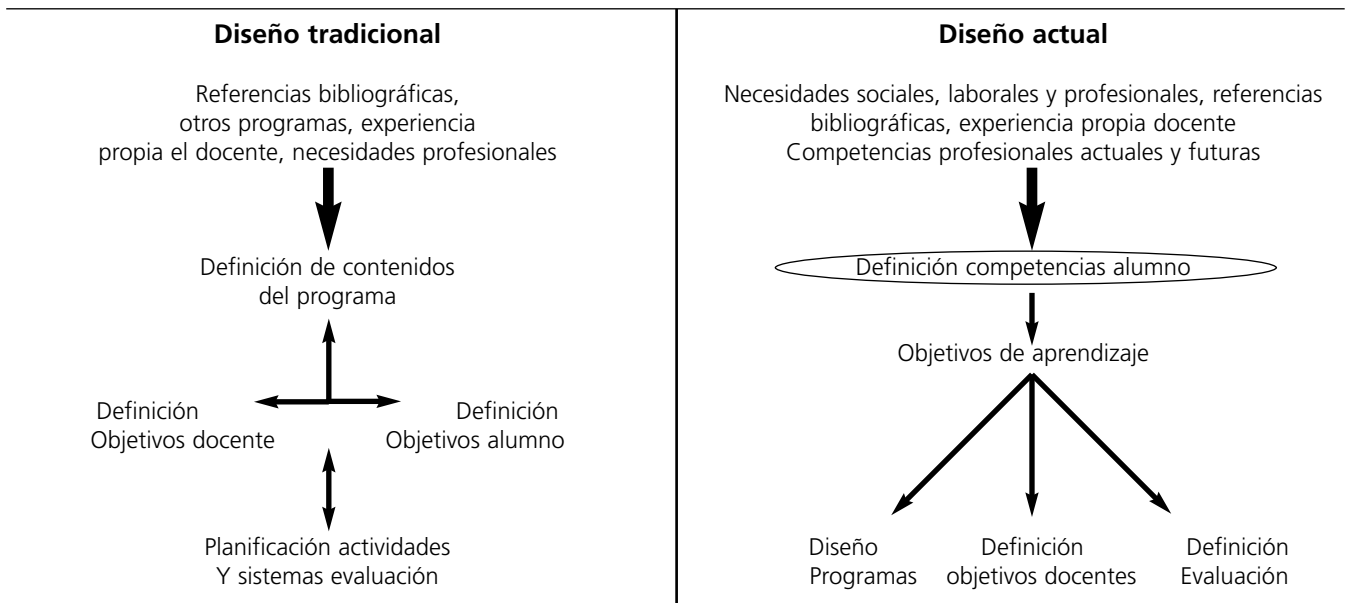 Diseño tradicional
Referencias bibliográficas,
otros programas, experiencia
propia el docente, necesidades profesionales
Definición de contenidos
del programa
Definición
Objetivos docente
Definición
Objetivos alumno
Planificación actividades
Y sistemas evaluación
Diseño actual
Necesidades sociales, laborales y profesionales, referencias
bibliográficas, experiencia propia docente
Competencias profesionales actuales y futuras
Definición competencias alumno
Objetivos de aprendizaje
Diseño
Programas
Definición
objetivos docentes
Definición
Evaluación